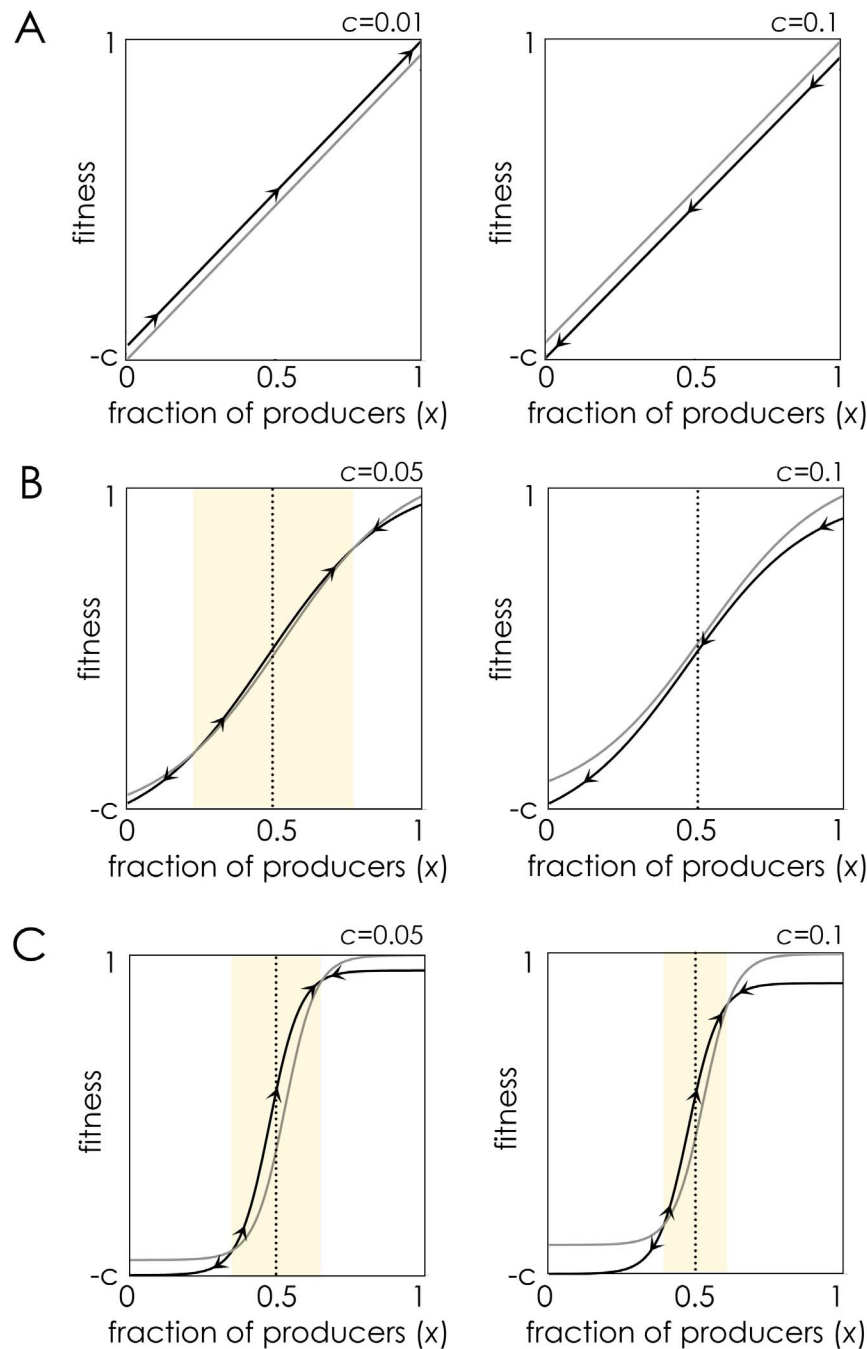 A
c=0.01
c=0.1
1
1
fitness
fitness
-c
-c
0
0.5
1
0
0.5
1
fraction of producers (x)
fraction of producers (x)
B
c=0.05
c=0.1
1
1
fitness
fitness
-c
-c
0
0.5
1
0
0.5
1
fraction of producers (x)
fraction of producers (x)
C
c=0.05
c=0.1
1
1
fitness
fitness
-c
-c
0
0.5
1
0
0.5
1
fraction of producers (x)
fraction of producers (x)